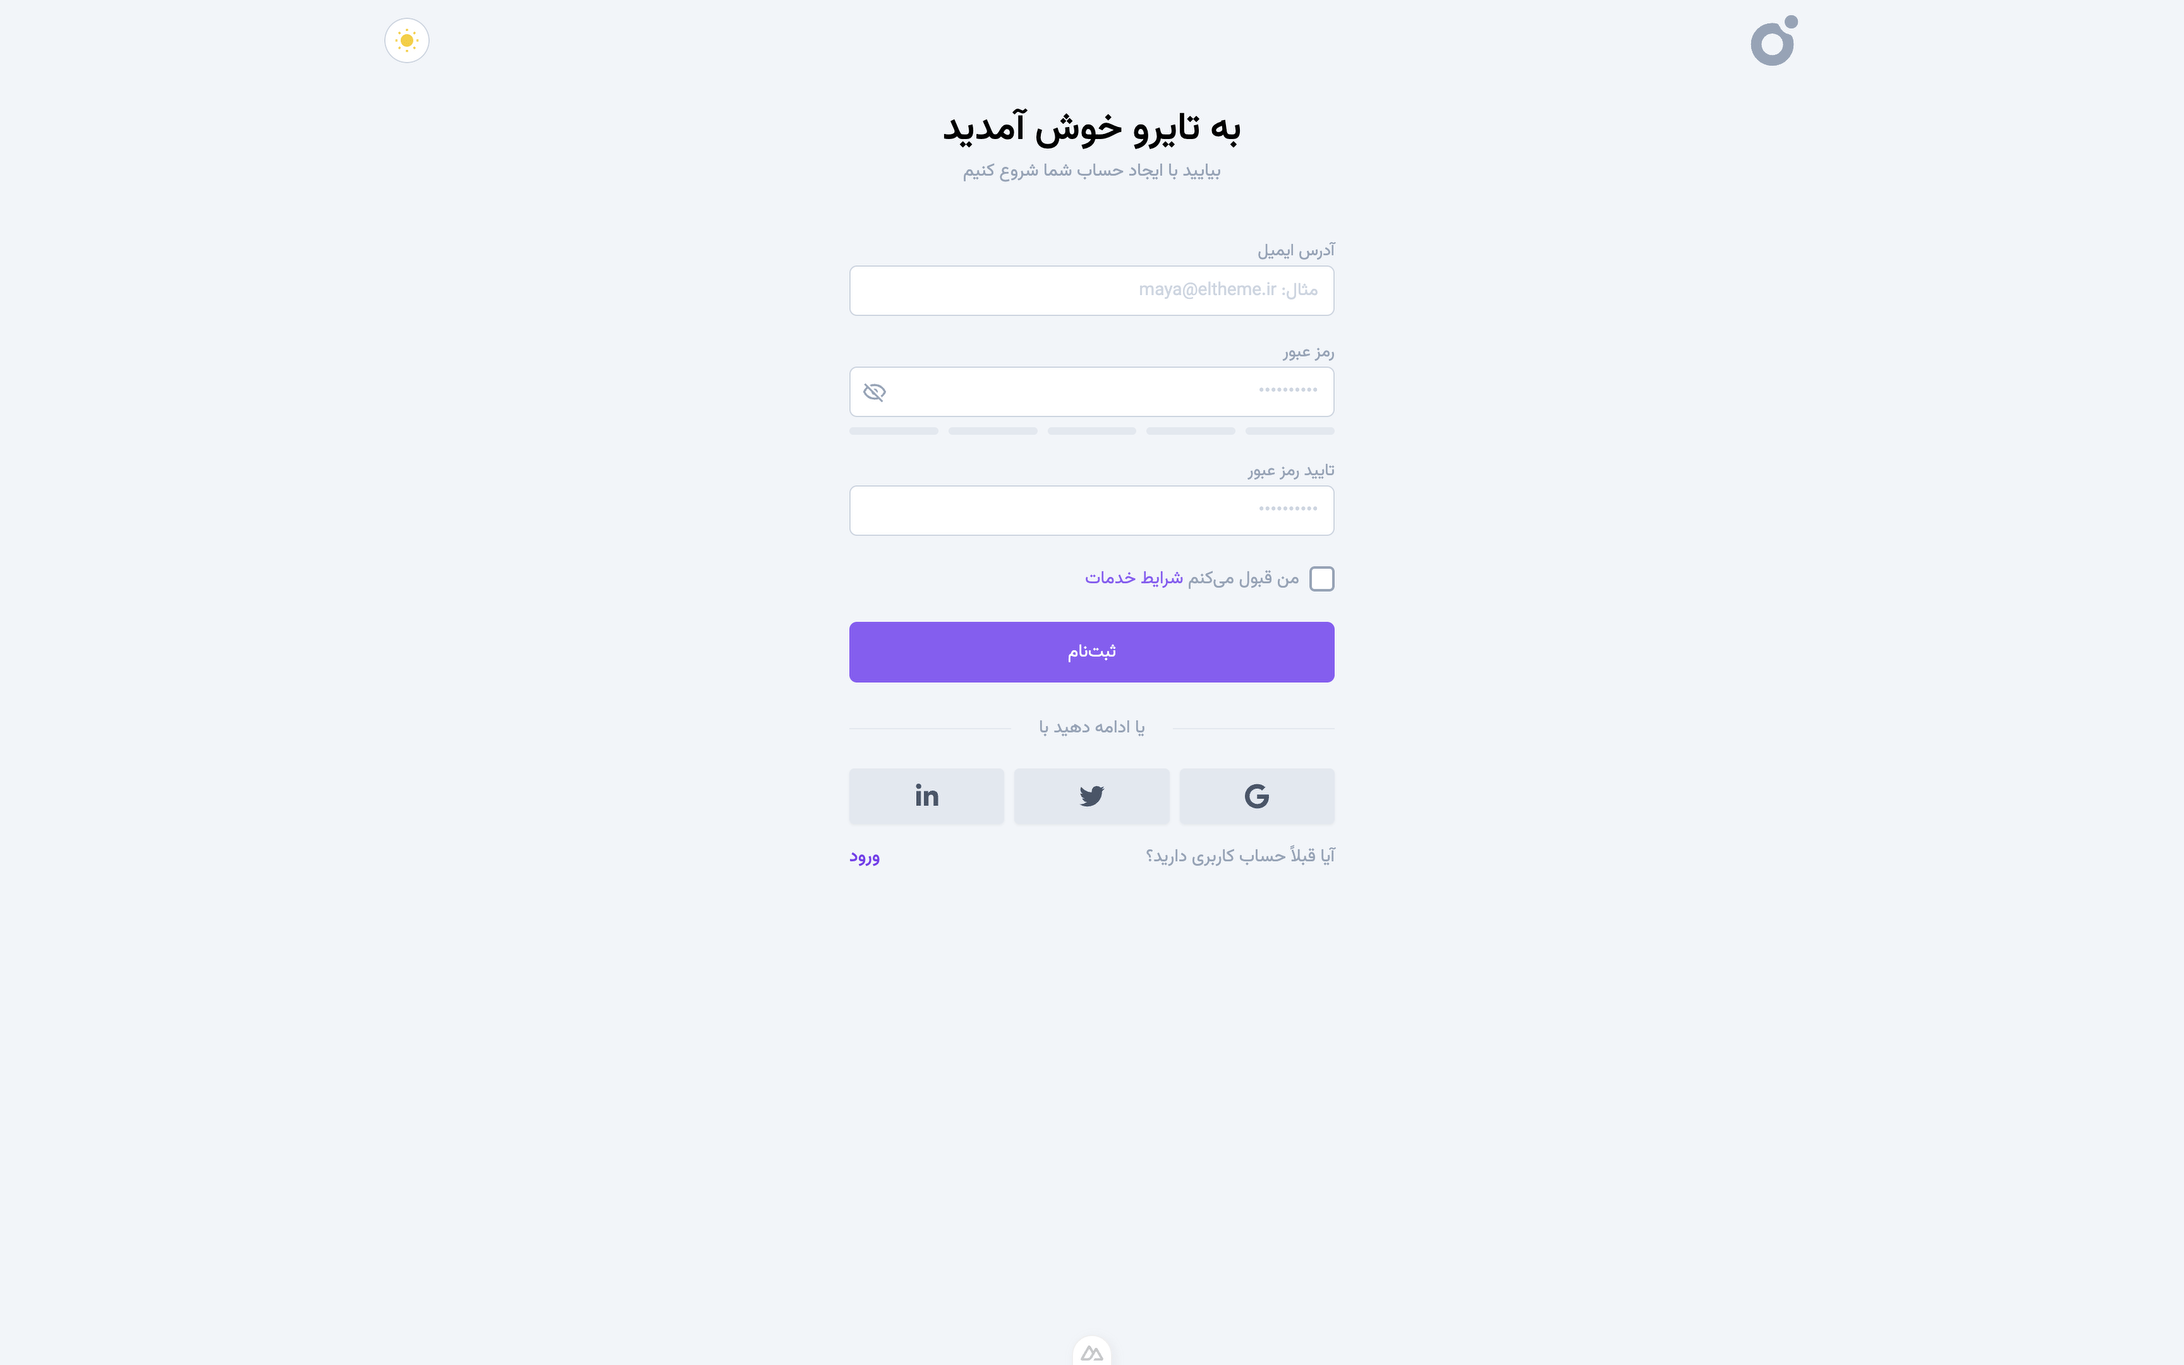 به تایرو خوش آمدید
بیایید با ایجاد حساب شما شروع کنیم
آدرس ایمیل
مثال: maya@eltheme.ir
رمز عبور
••••••••••
تایید رمز عبور
••••••••••
من قبول می‌کنم شرایط خدمات
ثبت‌نام
یا ادامه دهید با
آیا قبلاً حساب کاربری دارید؟ ورود